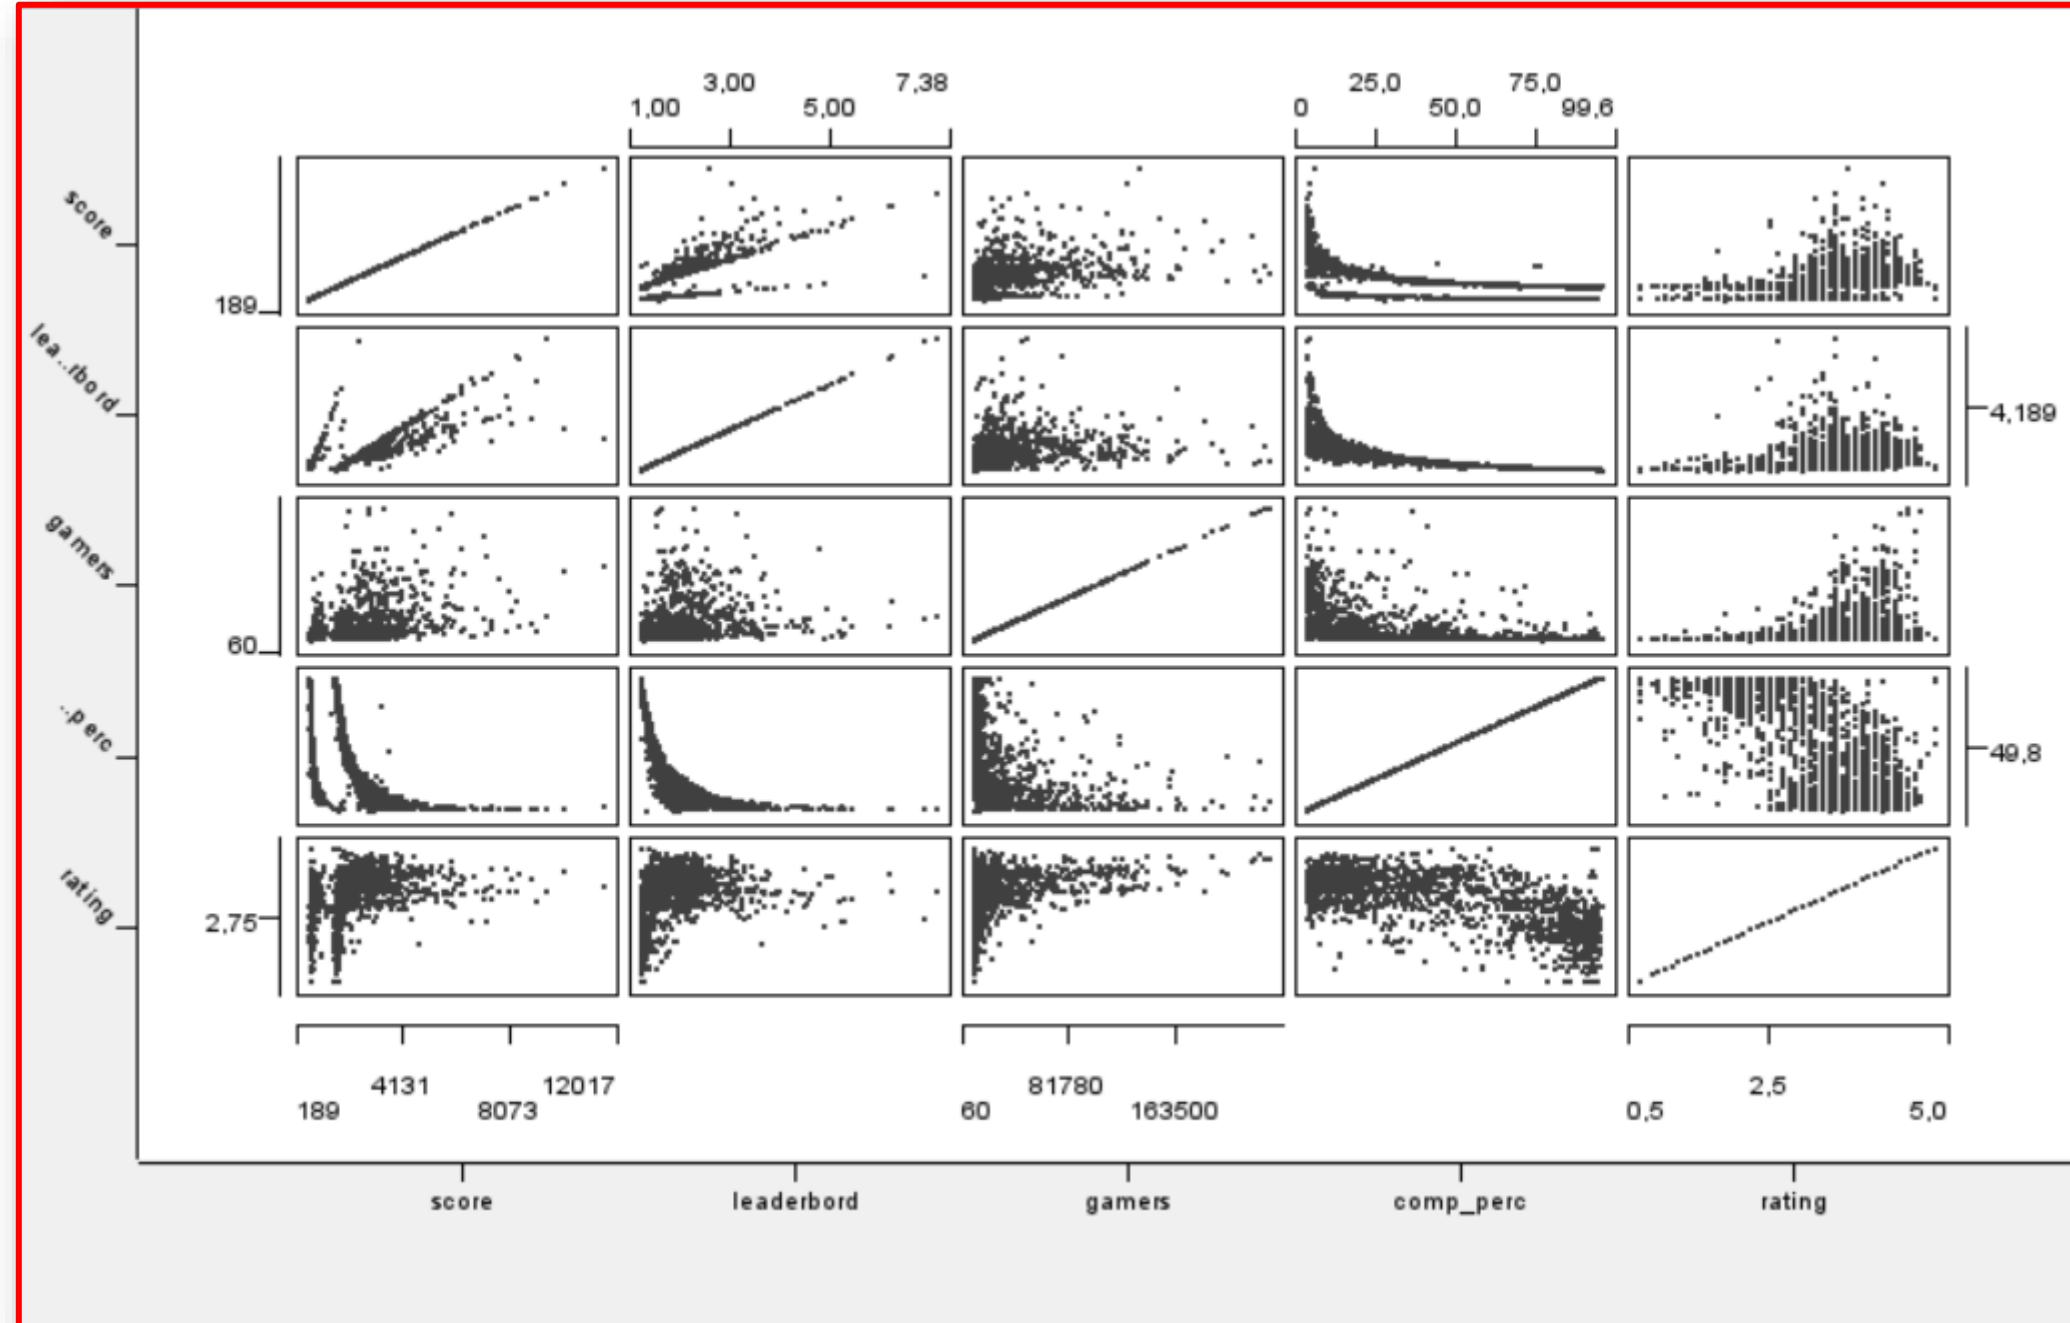 3,00 7,38 25,0 75,0
1,00 5,00 0 50,0 99,6
score
189
lea..rbord
4,189
gamers
60
..perc
49,8
rating
2,75
4131 12017 81780 2,5
189 8073 60 163500 0,5 5,0
score leaderbord gamers comp_perc rating